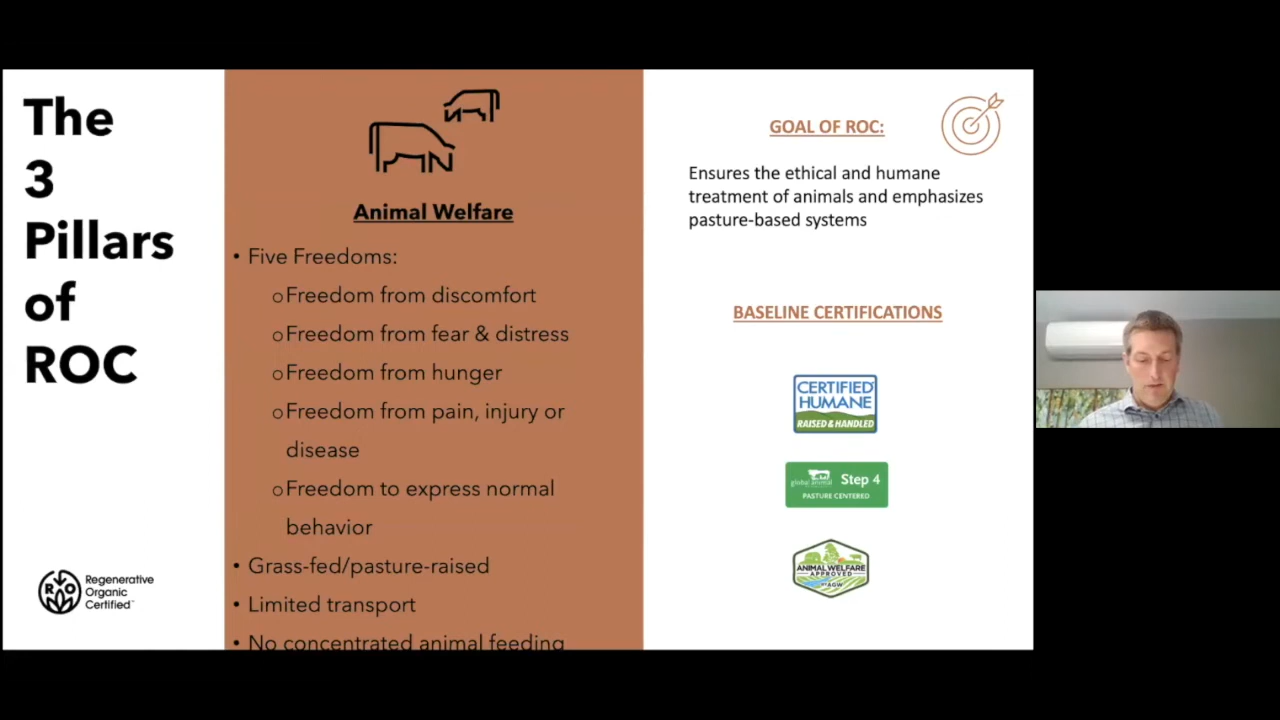 The
3
Pillars
of
ROC
Regenerative
Organic
Certified™
Animal Welfare
• Five Freedoms:
o Freedom from discomfort
o Freedom from fear & distress
o Freedom from hunger
o Freedom from pain, injury or
disease
o Freedom to express normal
behavior
• Grass-fed/pasture-raised
• Limited transport
• No concentrated animal feeding
GOAL OF ROC:
Ensures the ethical and humane
treatment of animals and emphasizes
pasture-based systems
BASELINE CERTIFICATIONS
CERTIFIED
HUMANE
RAISED & HANDLED
global animal
Step 4
PASTURE CENTERED
ANIMAL WELFARE
APPROVED
BY AGW